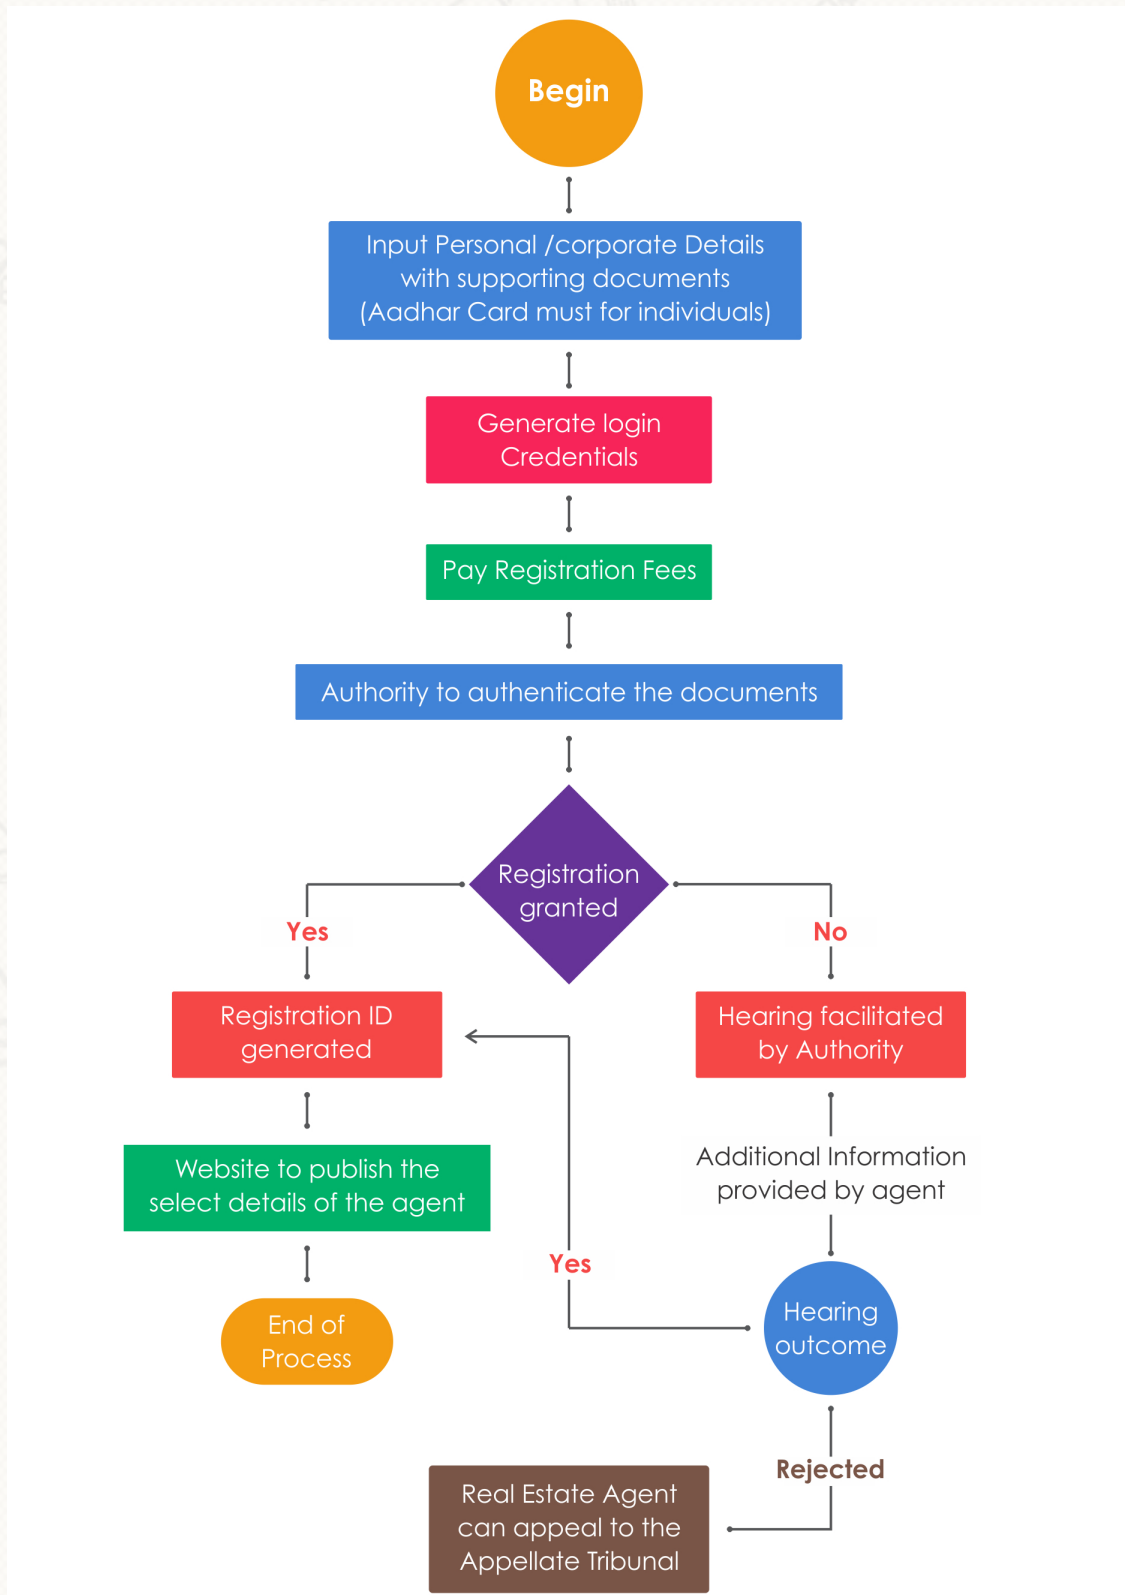 Begin
Input Personal /corporate Details
with supporting documents
(Aadhar Card must for individuals)
Generate login
Credentials
Pay Registration Fees
Authority to authenticate the documents
Registration
granted
Yes
No
Registration ID
generated
Hearing facilitated
by Authority
Website to publish the
select details of the agent
Additional Information
provided by agent
Yes
End of
Process
Hearing
outcome
Rejected
Real Estate Agent
can appeal to the
Appellate Tribunal